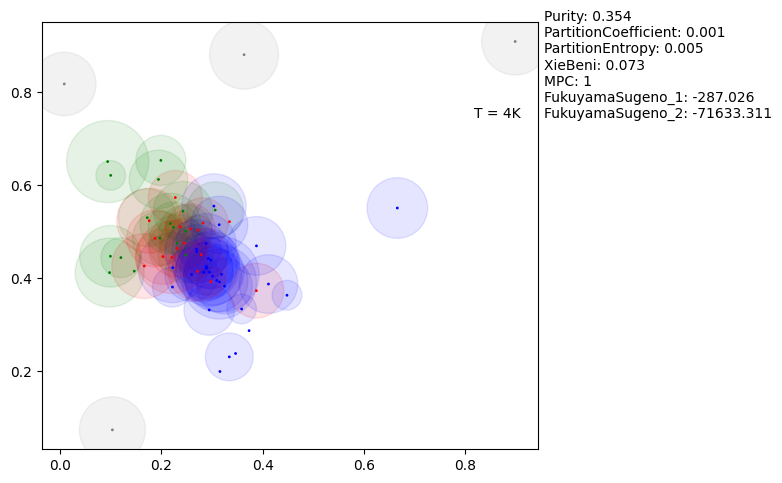 Purity: 0.354
PartitionCoefficient: 0.001
PartitionEntropy: 0.005
XieBeni: 0.073
MPC: 1
FukuyamaSugeno_1: -287.026
FukuyamaSugeno_2: -71633.311
T = 4K
0.8
0.6
0.4
0.2
0.0 0.2 0.4 0.6 0.8